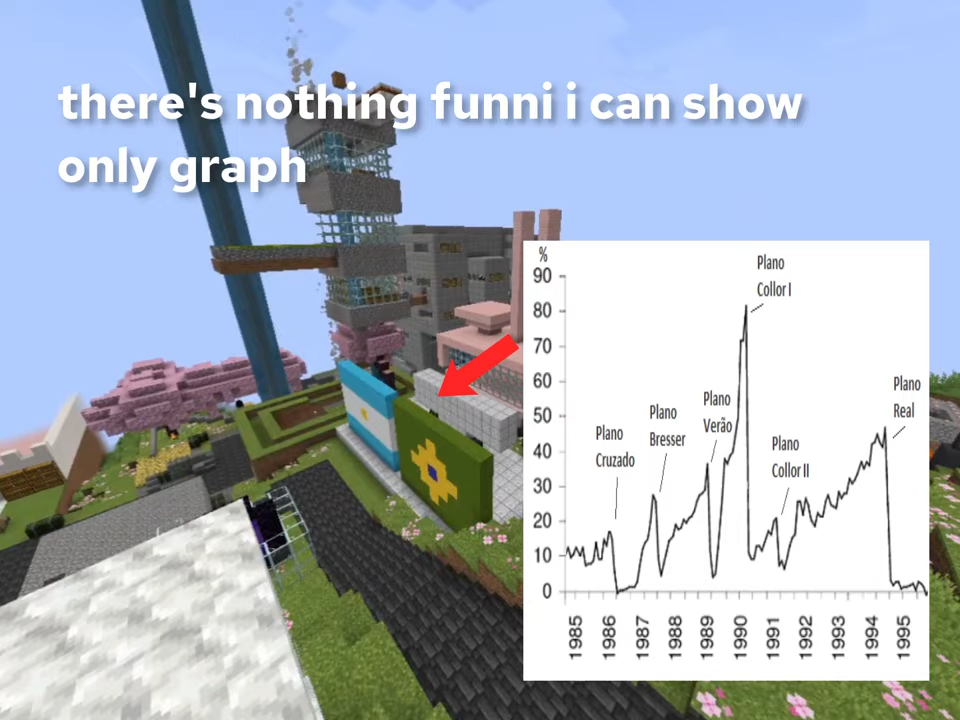 there's nothing funni i can show
only graph
%
90
80
70
60
50
40
30
20
10
0
Plano
Cruzado
Plano
Bresser
Plano
Verão
Plano
Collor I
Plano
Collor II
Plano
Real
1985
1986
1987
1988
1989
1990
1991
1992
1993
1994
1995